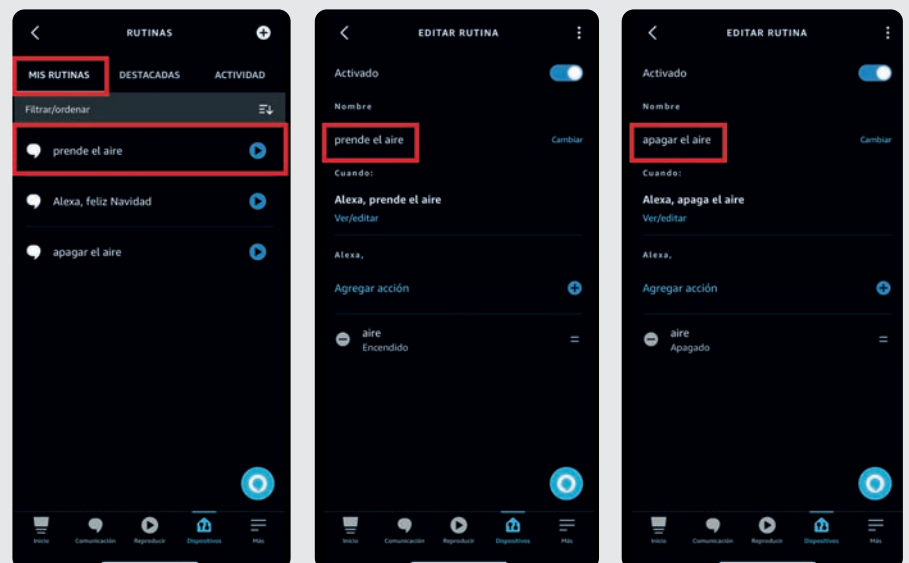 RUTINAS
MIS RUTINAS DESTACADAS ACTIVIDAD
Filtrar/ordenar
prende el aire
Alexa, feliz Navidad
apagar el aire
Inicio Comunicación Reproducir Dispositivos Más
EDITAR RUTINA
Activado
Nombre
prende el aire Cambiar
Cuando:
Alexa, prende el aire
Ver/editar
Alexa,
Agregar acción
aire
Encendido
Inicio Comunicación Reproducir Dispositivos Más
EDITAR RUTINA
Activado
Nombre
apagar el aire Cambiar
Cuando:
Alexa, apaga el aire
Ver/editar
Alexa,
Agregar acción
aire
Apagado
Inicio Comunicación Reproducir Dispositivos Más